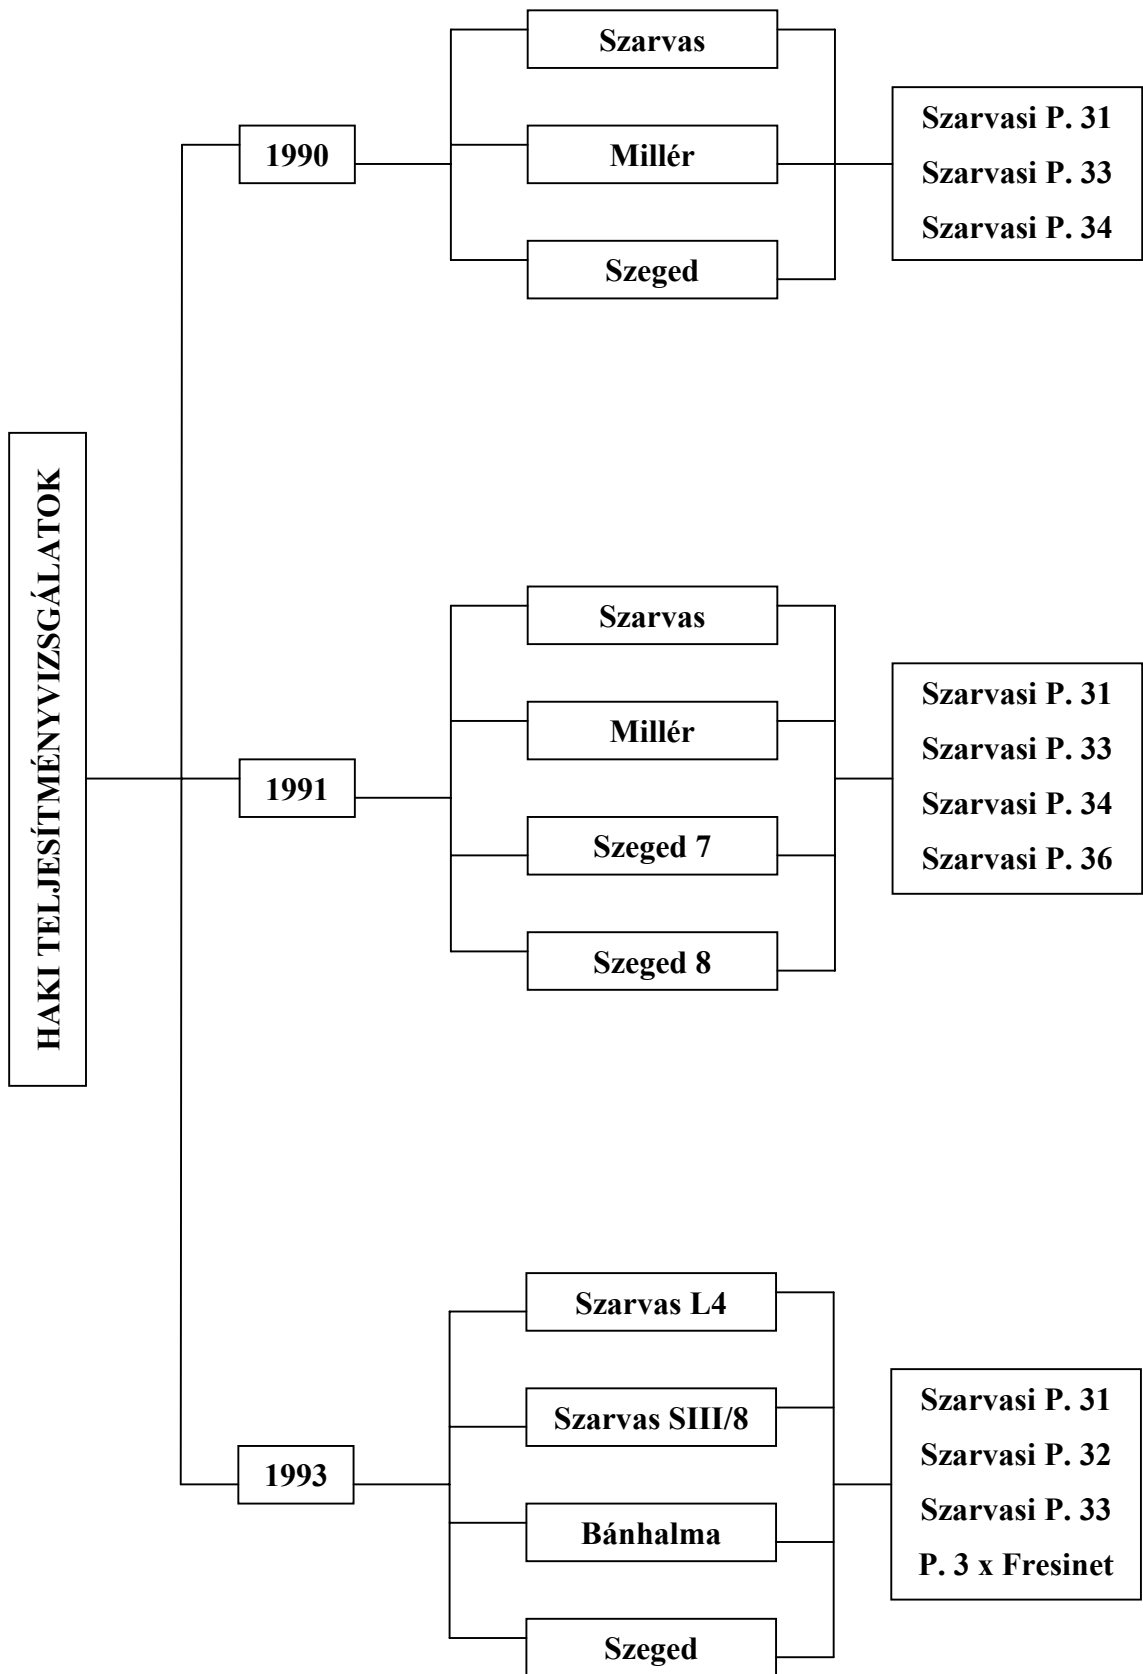 HAKI TELJESÍTMÉNYVIZSGÁLATOK
1990
Szarvas
Millér
Szeged
Szarvasi P. 31
Szarvasi P. 33
Szarvasi P. 34
1991
Szarvas
Millér
Szeged 7
Szeged 8
Szarvasi P. 31
Szarvasi P. 33
Szarvasi P. 34
Szarvasi P. 36
1993
Szarvas L4
Szarvas SIII/8
Bánhalma
Szeged
Szarvasi P. 31
Szarvasi P. 32
Szarvasi P. 33
P. 3 x Fresinet